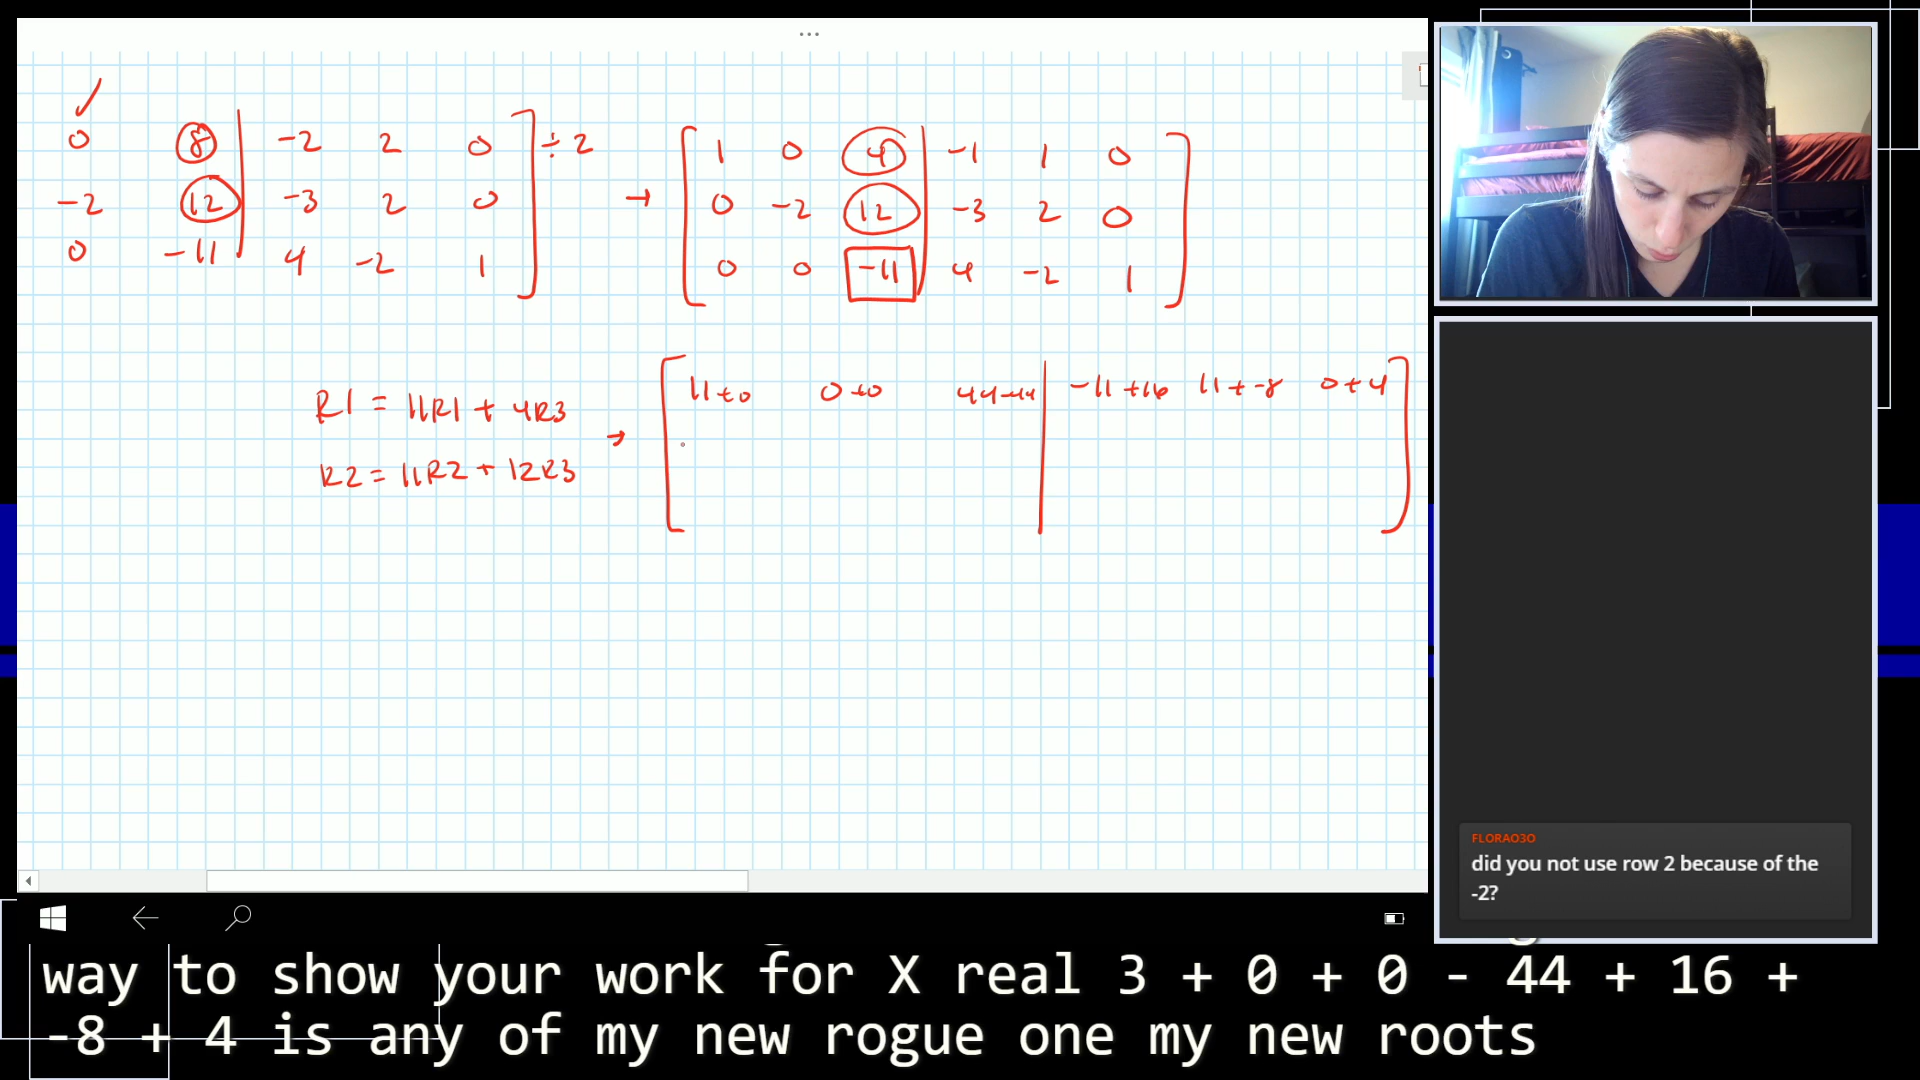 ...
✓
0 8 | -2 2 0 ] ÷ 2
-2 12 | -3 2 0
0 -11 | 4 -2 1
→
[ 1 0 4 | -1 1 0 ]
0 -2 12 | -3 2 0
0 0 -11 | 4 -2 1
R1 = 11R1 + 4R3
R2 = 11R2 + 12R3
→
[ 11+0 0+0 44-44 | -11+16 11+-8 0+4 ]
FLORAO3O
did you not use row 2 because of the
-2?
way to show your work for X real 3 + 0 + 0 - 44 + 16 +
-8 + 4 is any of my new rogue one my new roots